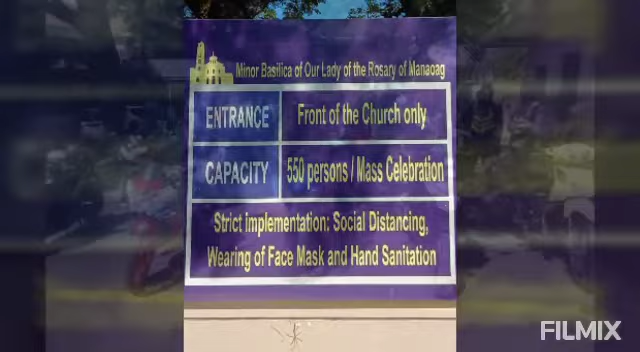 Minor Basilica of Our Lady of the Rosary of Manaoag
ENTRANCE
Front of the Church only
CAPACITY
550 persons / Mass Celebration
Strict implementation: Social Distancing,
Wearing of Face Mask and Hand Sanitation
FILMIX